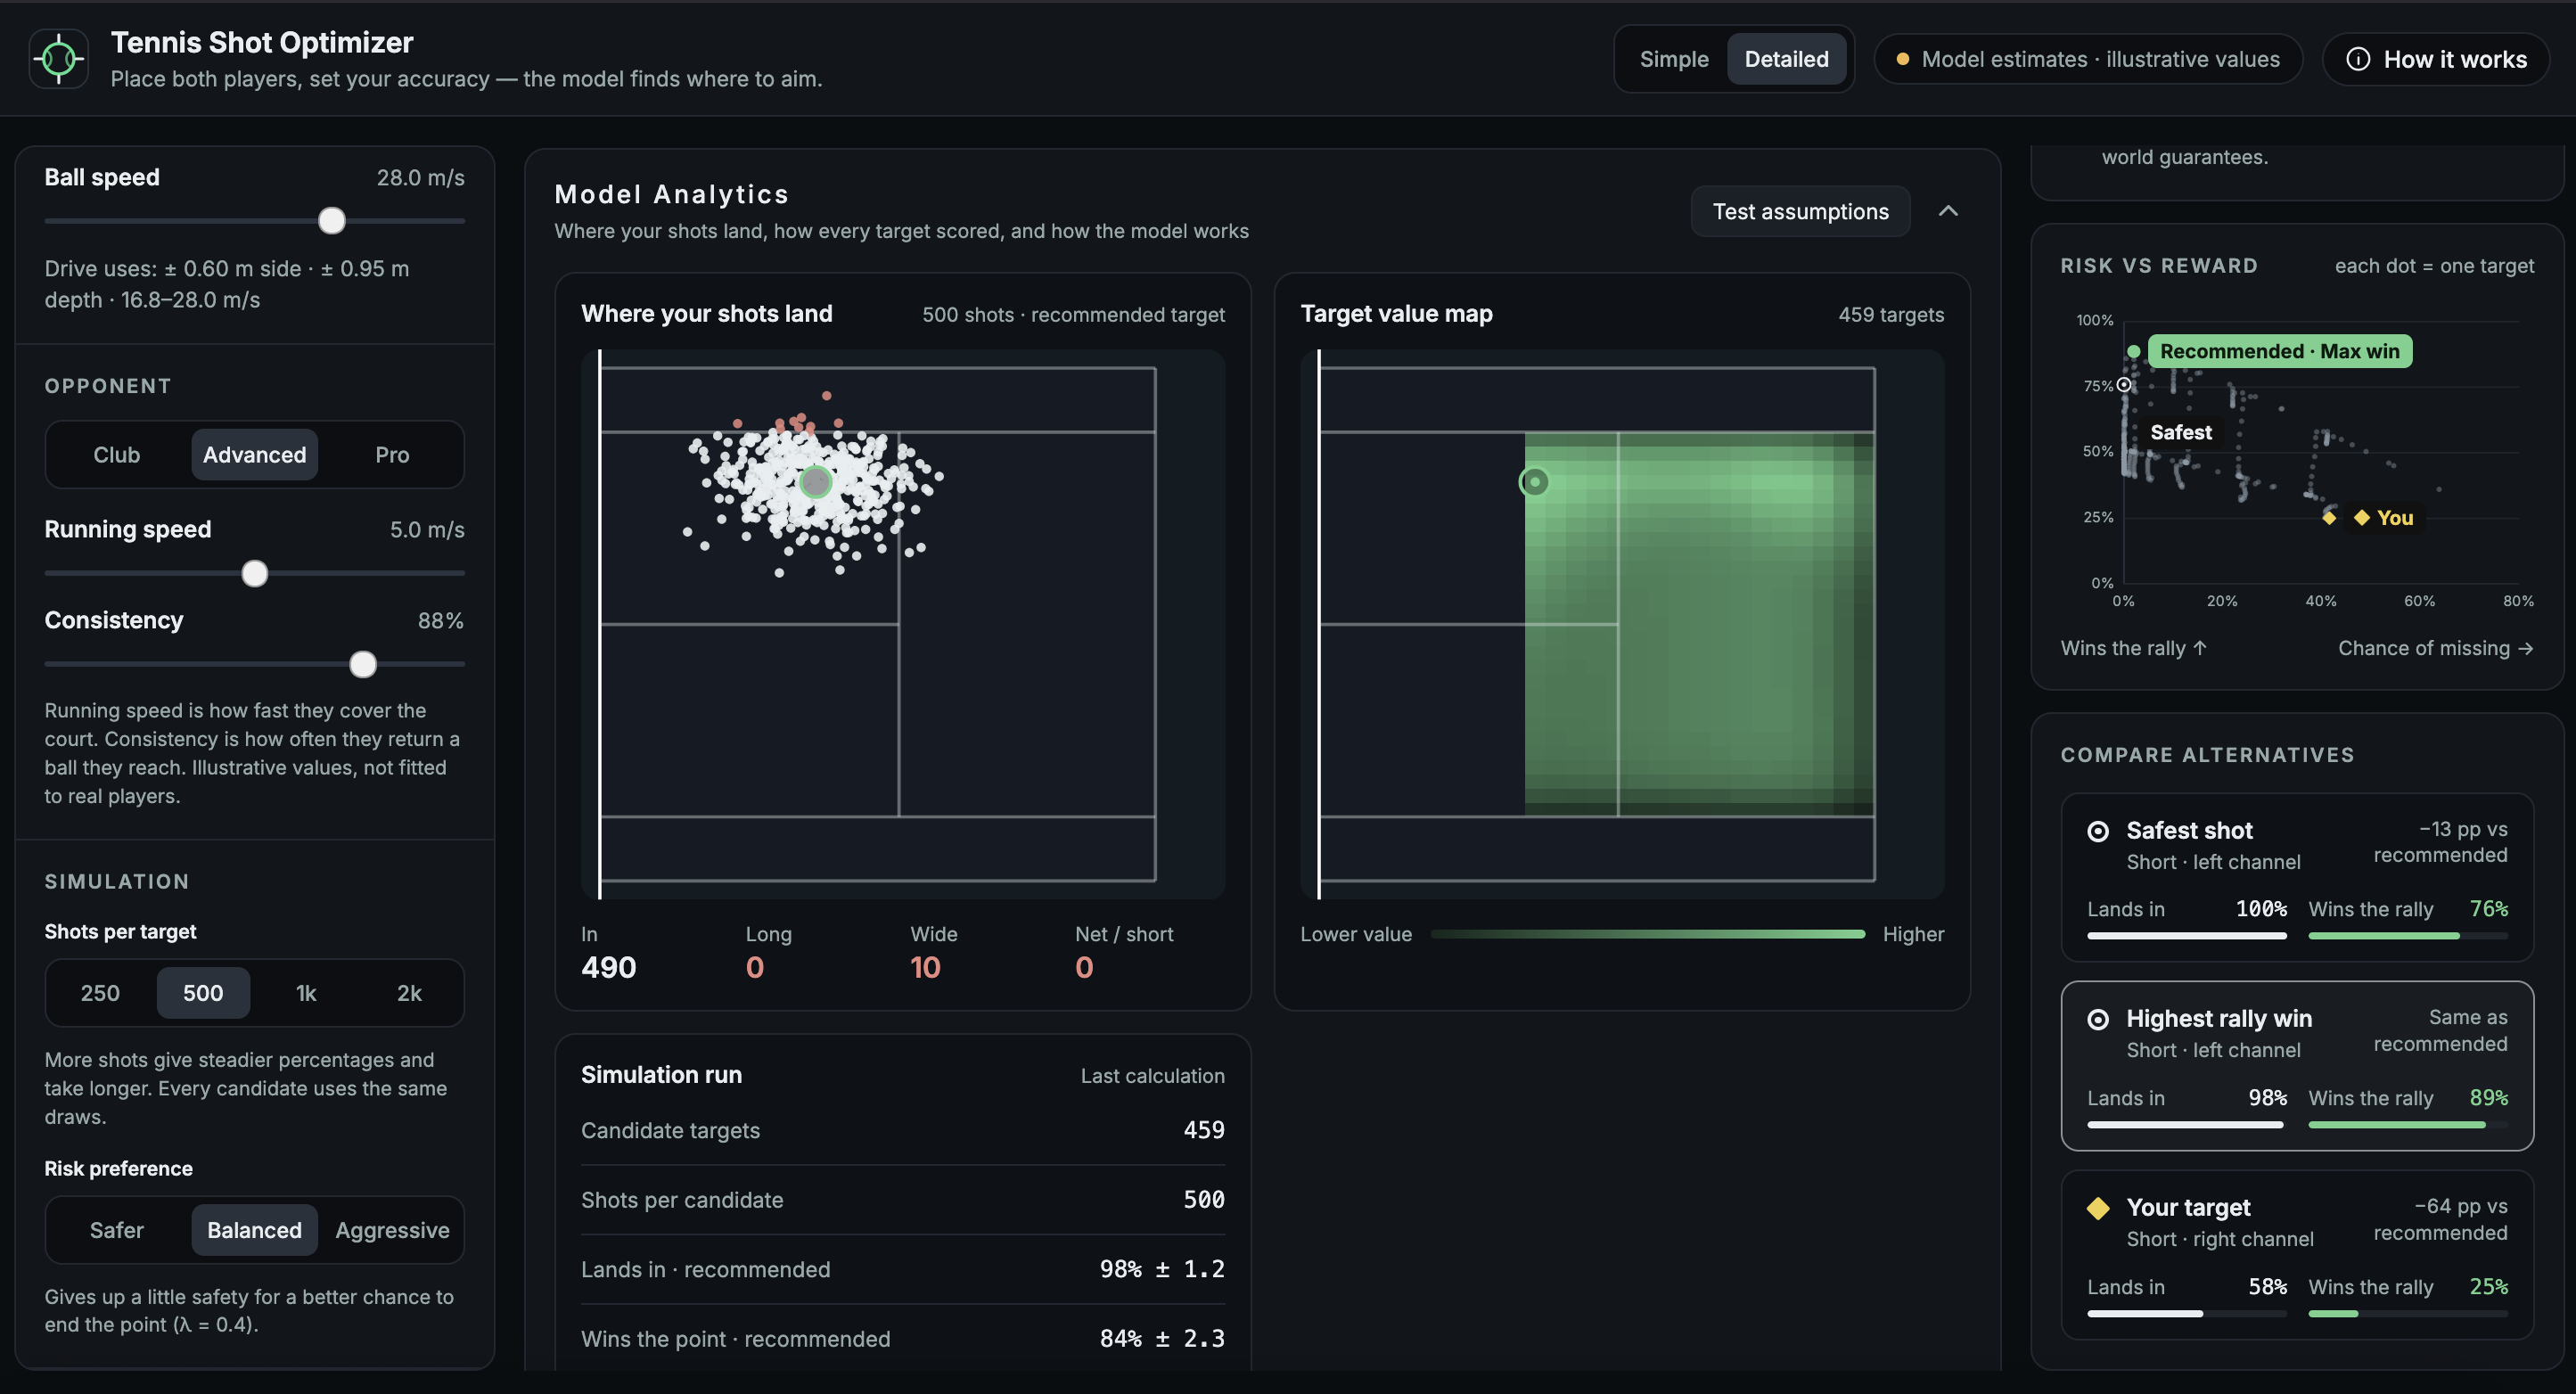 Tennis Shot Optimizer
Place both players, set your accuracy — the model finds where to aim.
Simple
Detailed
Model estimates · illustrative values
How it works
Ball speed
28.0 m/s
Drive uses: ± 0.60 m side · ± 0.95 m
depth · 16.8–28.0 m/s
OPPONENT
Club
Advanced
Pro
Running speed
5.0 m/s
Consistency
88%
Running speed is how fast they cover the
court. Consistency is how often they return a
ball they reach. Illustrative values, not fitted
to real players.
SIMULATION
Shots per target
250
500
1k
2k
More shots give steadier percentages and
take longer. Every candidate uses the same
draws.
Risk preference
Safer
Balanced
Aggressive
Gives up a little safety for a better chance to
end the point (λ = 0.4).
Model Analytics
Where your shots land, how every target scored, and how the model works
Test assumptions
Where your shots land
500 shots · recommended target
In
490
Long
0
Wide
10
Net / short
0
Target value map
459 targets
Lower value
Higher
Simulation run
Last calculation
Candidate targets
459
Shots per candidate
500
Lands in · recommended
98% ± 1.2
Wins the point · recommended
84% ± 2.3
world guarantees.
RISK VS REWARD
each dot = one target
100%
75%
50%
25%
0%
Recommended · Max win
Safest
You
0%
20%
40%
60%
80%
Wins the rally ↑
Chance of missing →
COMPARE ALTERNATIVES
Safest shot
Short · left channel
−13 pp vs
recommended
Lands in
100%
Wins the rally
76%
Highest rally win
Short · left channel
Same as
recommended
Lands in
98%
Wins the rally
89%
Your target
Short · right channel
−64 pp vs
recommended
Lands in
58%
Wins the rally
25%